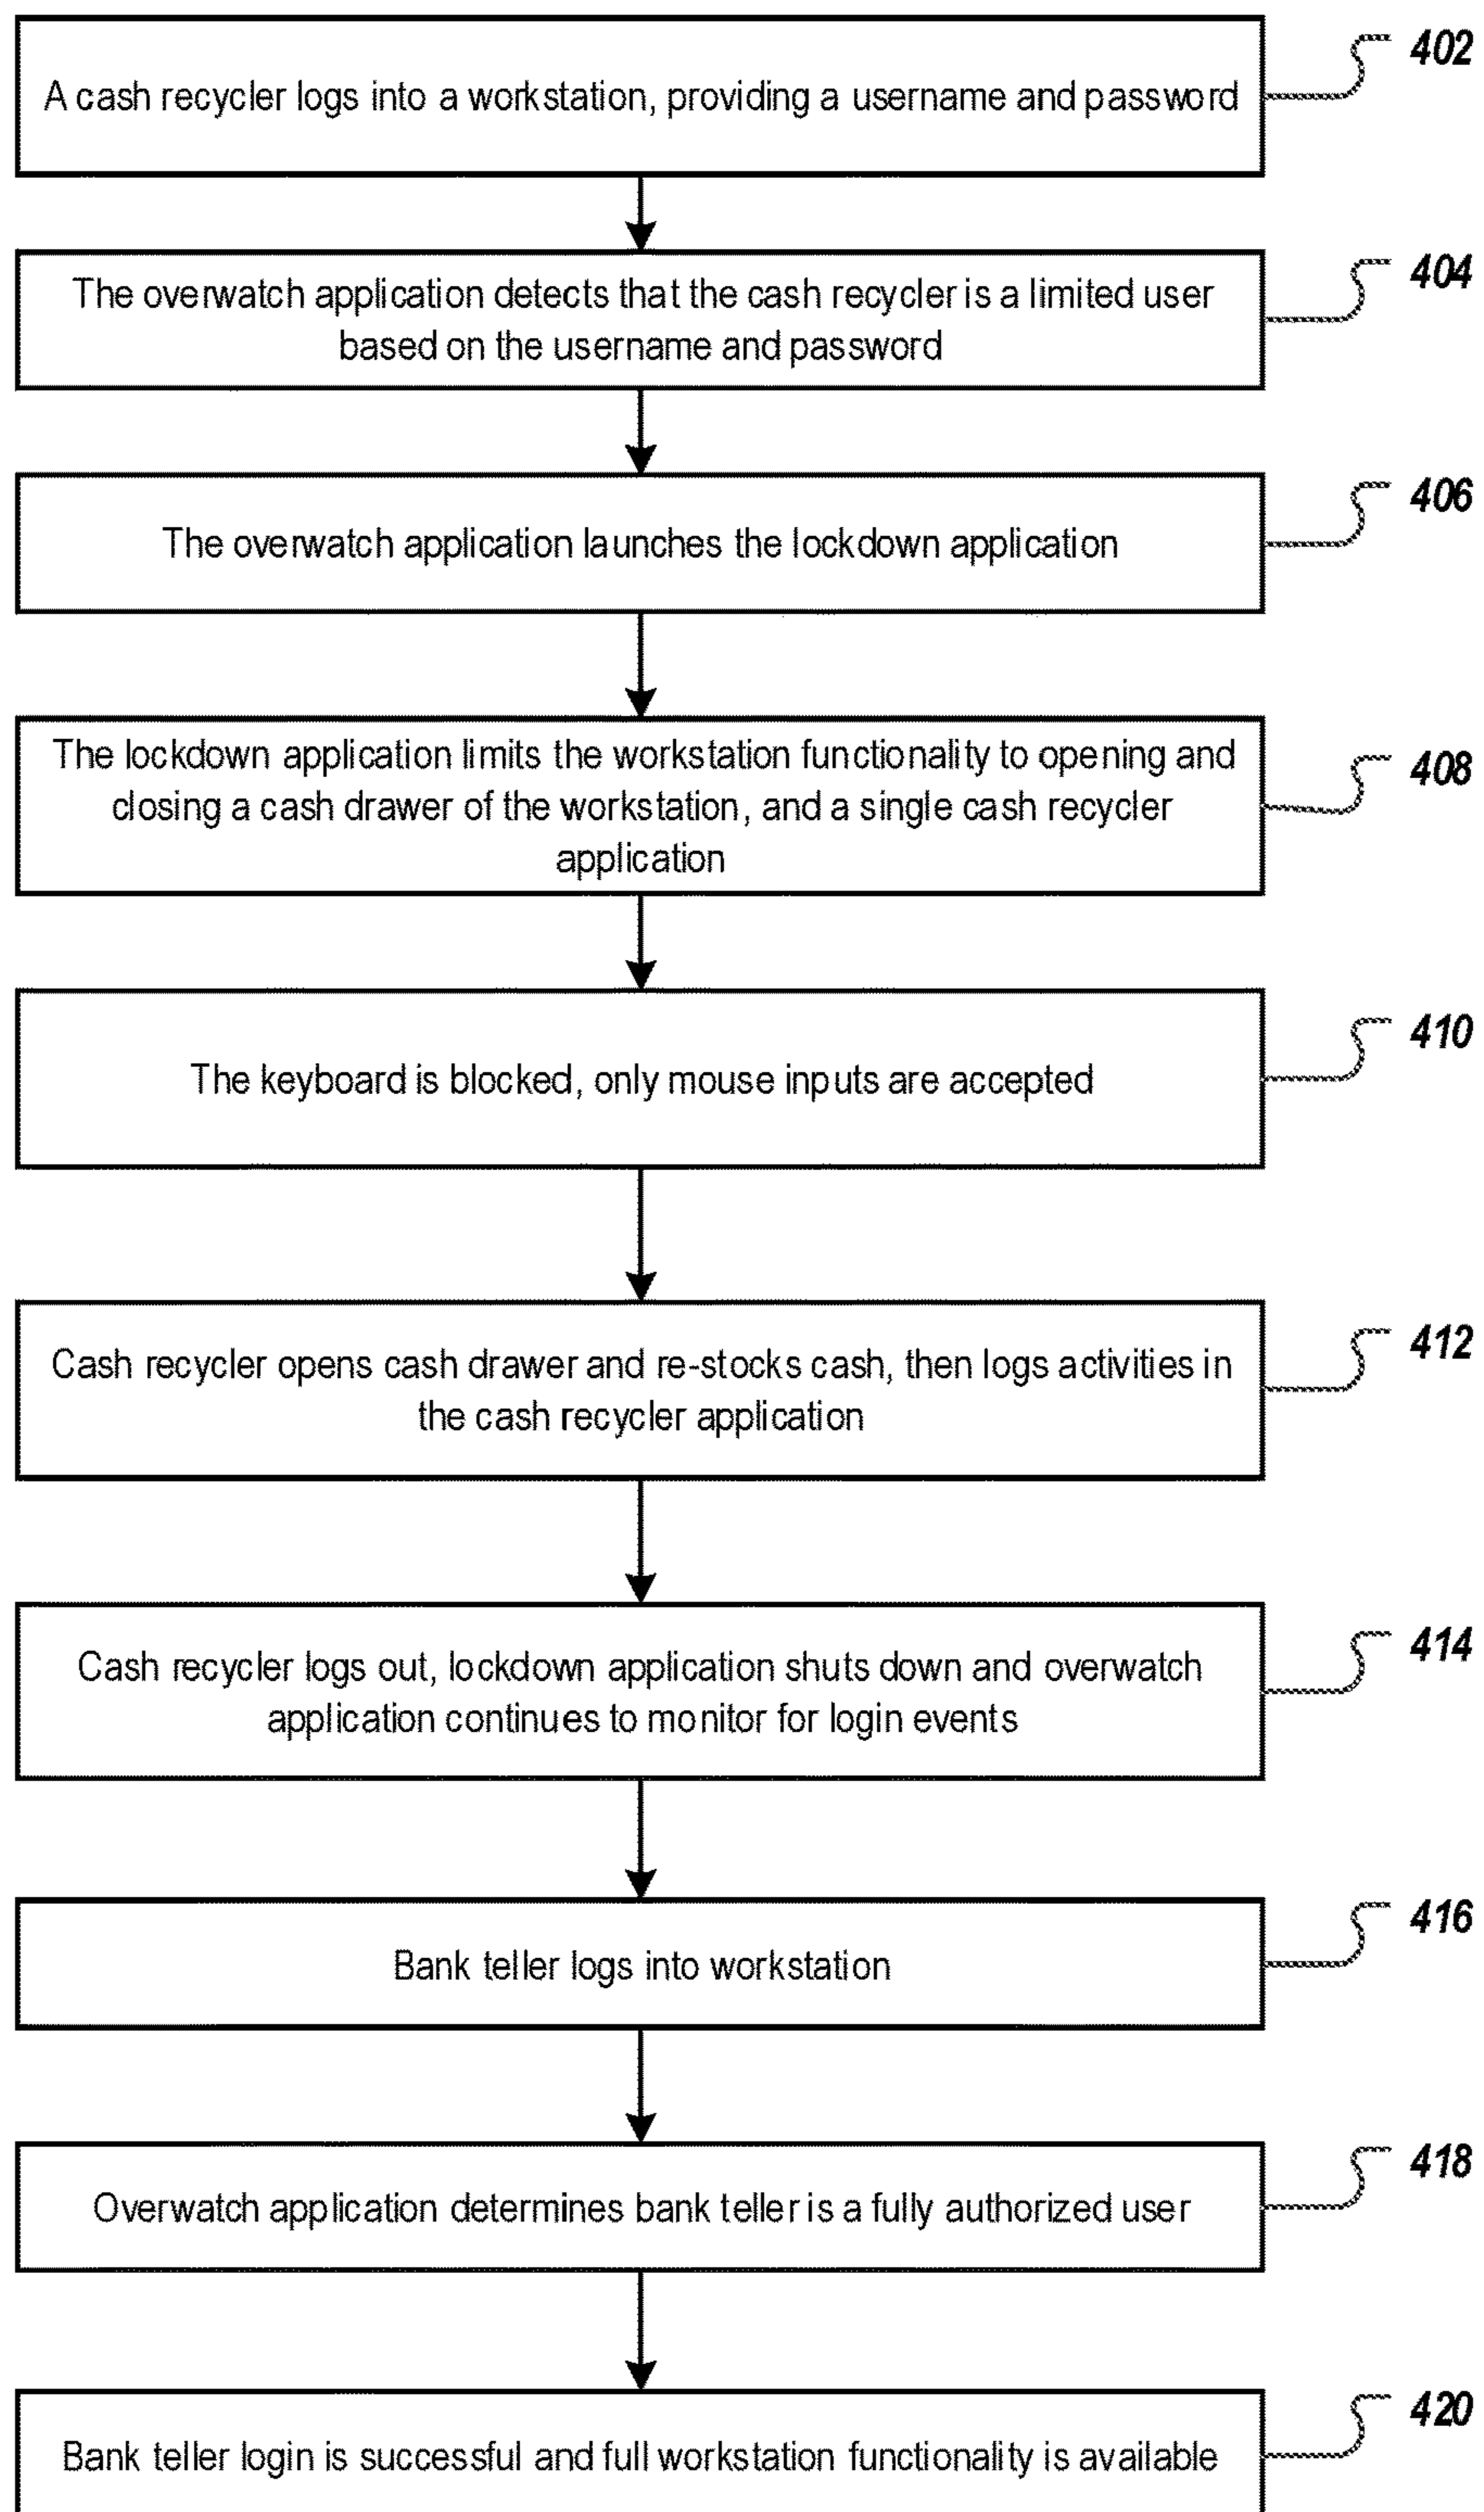 A cash recycler logs into a workstation, providing a username and password
402
The overwatch application detects that the cash recycler is a limited user
based on the username and password
404
The overwatch application launches the lockdown application
406
The lockdown application limits the workstation functionality to opening and
closing a cash drawer of the workstation, and a single cash recycler
application
408
The keyboard is blocked, only mouse inputs are accepted
410
Cash recycler opens cash drawer and re-stocks cash, then logs activities in
the cash recycler application
412
Cash recycler logs out, lockdown application shuts down and overwatch
application continues to monitor for login events
414
Bank teller logs into workstation
416
Overwatch application determines bank teller is a fully authorized user
418
Bank teller login is successful and full workstation functionality is available
420